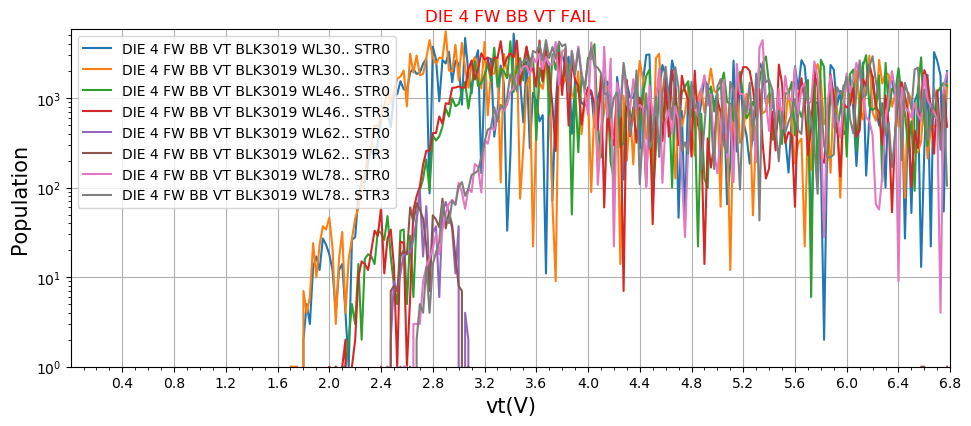 DIE 4 FW BB VT FAIL
DIE 4 FW BB VT BLK3019 WL30.. STR0
DIE 4 FW BB VT BLK3019 WL30.. STR3
DIE 4 FW BB VT BLK3019 WL46.. STR0
DIE 4 FW BB VT BLK3019 WL46.. STR3
DIE 4 FW BB VT BLK3019 WL62.. STR0
DIE 4 FW BB VT BLK3019 WL62.. STR3
DIE 4 FW BB VT BLK3019 WL78.. STR0
DIE 4 FW BB VT BLK3019 WL78.. STR3
Population
10³
10²
10¹
10⁰
0.4 0.8 1.2 1.6 2.0 2.4 2.8 3.2 3.6 4.0 4.4 4.8 5.2 5.6 6.0 6.4 6.8
vt(V)